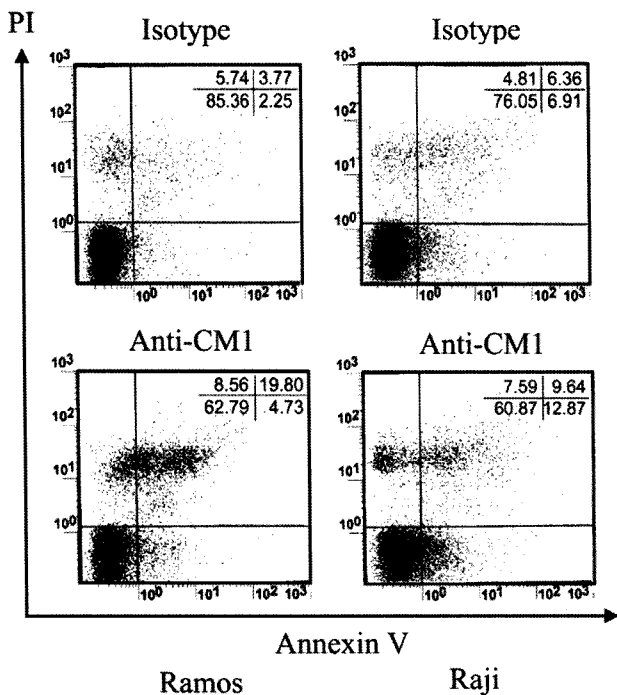 PI
Isotype Isotype
10³ 5.74 3.77 10³ 4.81 6.36
85.36 2.25 76.05 6.91
10² 10²
10¹ 10¹
10⁰ 10⁰
10⁰ 10¹ 10² 10³ 10⁰ 10¹ 10² 10³
Anti-CM1 Anti-CM1
10³ 8.56 19.80 10³ 7.59 9.64
62.79 4.73 60.87 12.87
10² 10²
10¹ 10¹
10⁰ 10⁰
10⁰ 10¹ 10² 10³ 10⁰ 10¹ 10² 10³
Annexin V
Ramos Raji